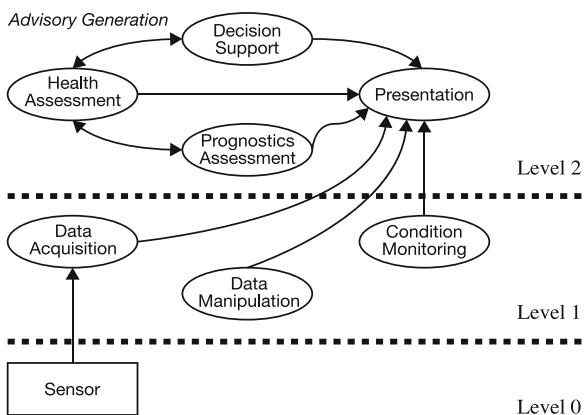 Advisory Generation
Decision
Support
Health
Assessment
Presentation
Prognostics
Assessment
Level 2
Data
Acquisition
Condition
Monitoring
Data
Manipulation
Level 1
Sensor
Level 0